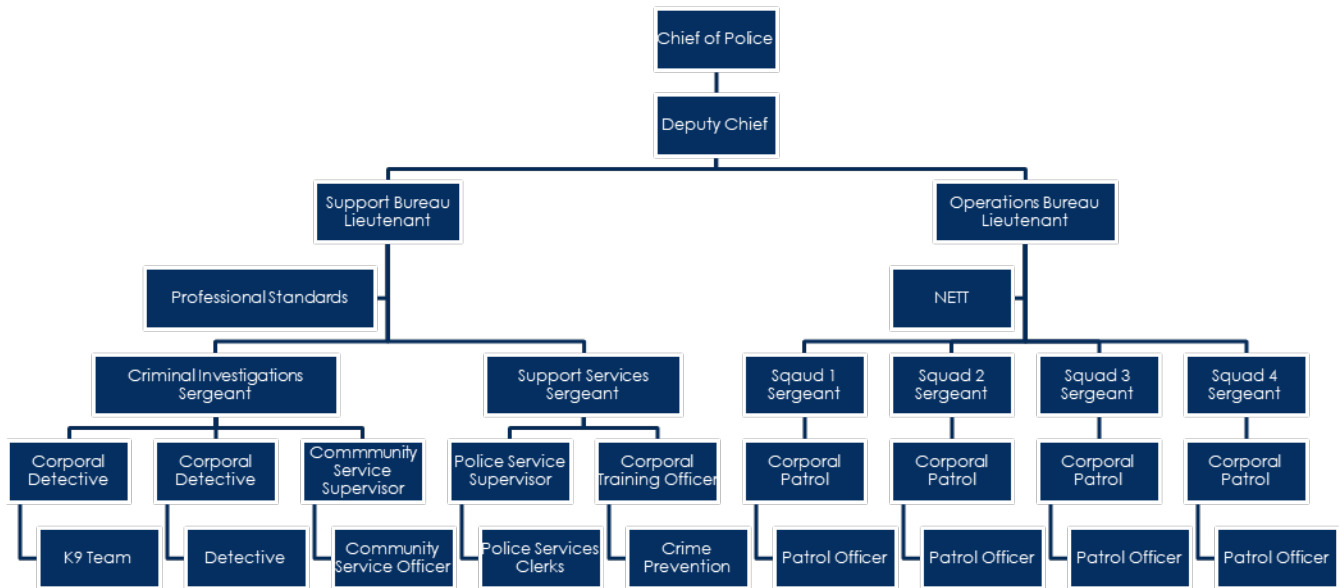 Chief of Police
Deputy Chief
Support Bureau
Lieutenant
Operations Bureau
Lieutenant
Professional Standards
NETT
Criminal Investigations
Sergeant
Support Services
Sergeant
Sqaud 1
Sergeant
Squad 2
Sergeant
Squad 3
Sergeant
Squad 4
Sergeant
Corporal
Detective
Corporal
Detective
Commmunity
Service
Supervisor
Police Service
Supervisor
Corporal
Training Officer
Corporal
Patrol
Corporal
Patrol
Corporal
Patrol
Corporal
Patrol
K9 Team
Detective
Community
Service Officer
Police Services
Clerks
Crime
Prevention
Patrol Officer
Patrol Officer
Patrol Officer
Patrol Officer